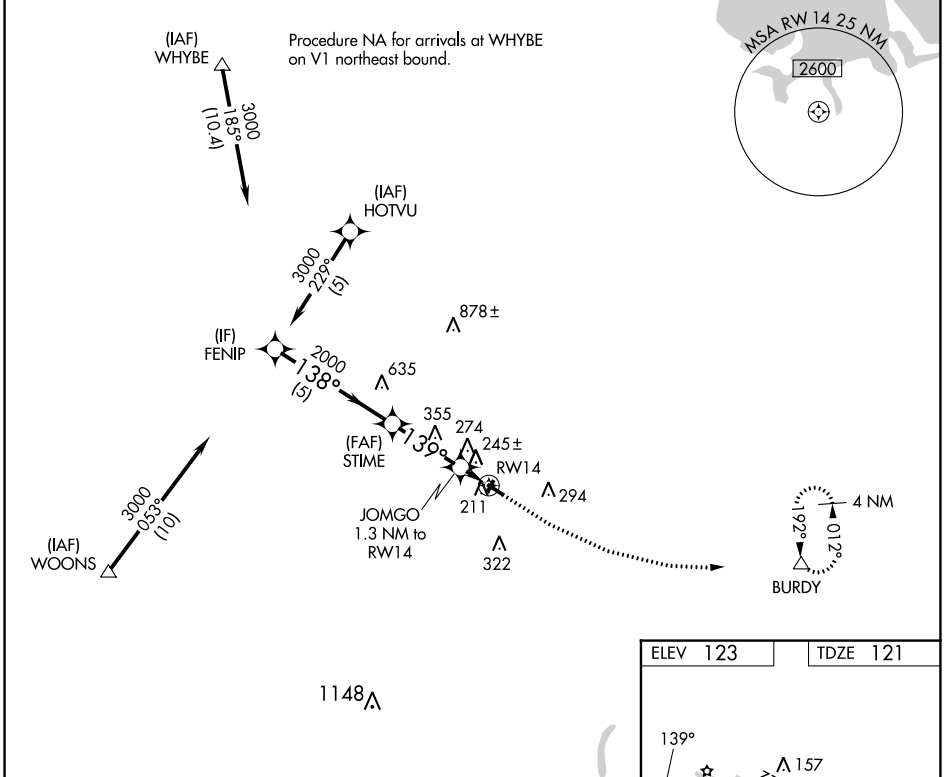 (IAF)
WHYBE
Procedure NA for arrivals at WHYBE
on V1 northeast bound.
MSA RW 14 25 NM
2600
3000
185°
(10.4)
(IAF)
HOTVU
3000
229°
(5)
878±
(IF)
FENIP
2000
138°
(5)
635
(FAF)
STIME
355
274
245±
139°
RW14
211
294
JOMGO
1.3 NM to
RW14
322
3000
053°
(10)
(IAF)
WOONS
4 NM
192°
012°
BURDY
1148
ELEV 123
TDZE 121
139°
157